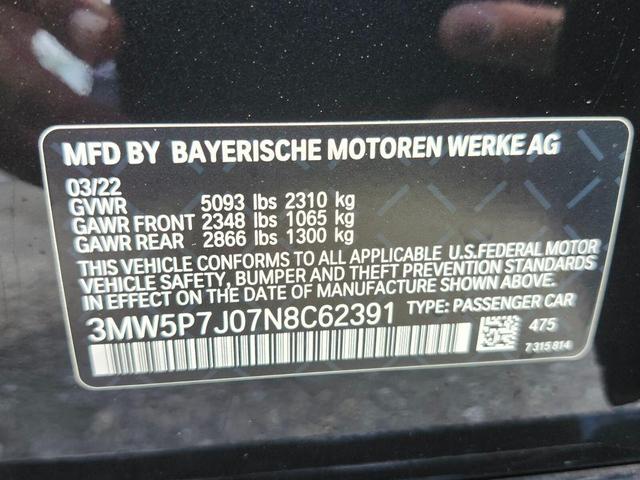 MFD BY BAYERISCHE MOTOREN WERKE AG
03/22
GVWR 5093 lbs 2310 kg
GAWR FRONT 2348 lbs 1065 kg
GAWR REAR 2866 lbs 1300 kg
THIS VEHICLE CONFORMS TO ALL APPLICABLE U.S.FEDERAL MOTOR
VEHICLE SAFETY, BUMPER AND THEFT PREVENTION STANDARDS
IN EFFECT ON THE DATE OF MANUFACTURE SHOWN ABOVE.
3MW5P7J07N8C62391 TYPE: PASSENGER CAR
475
7315814